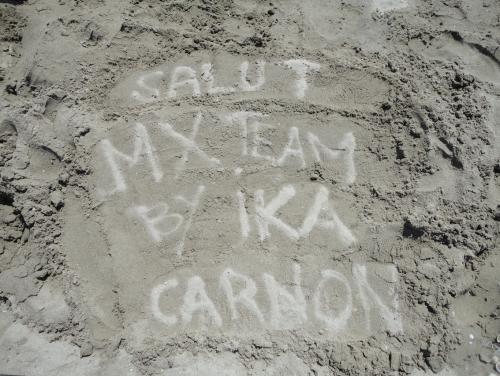 SALUT
MX TEAM
BY IKA
CARNON